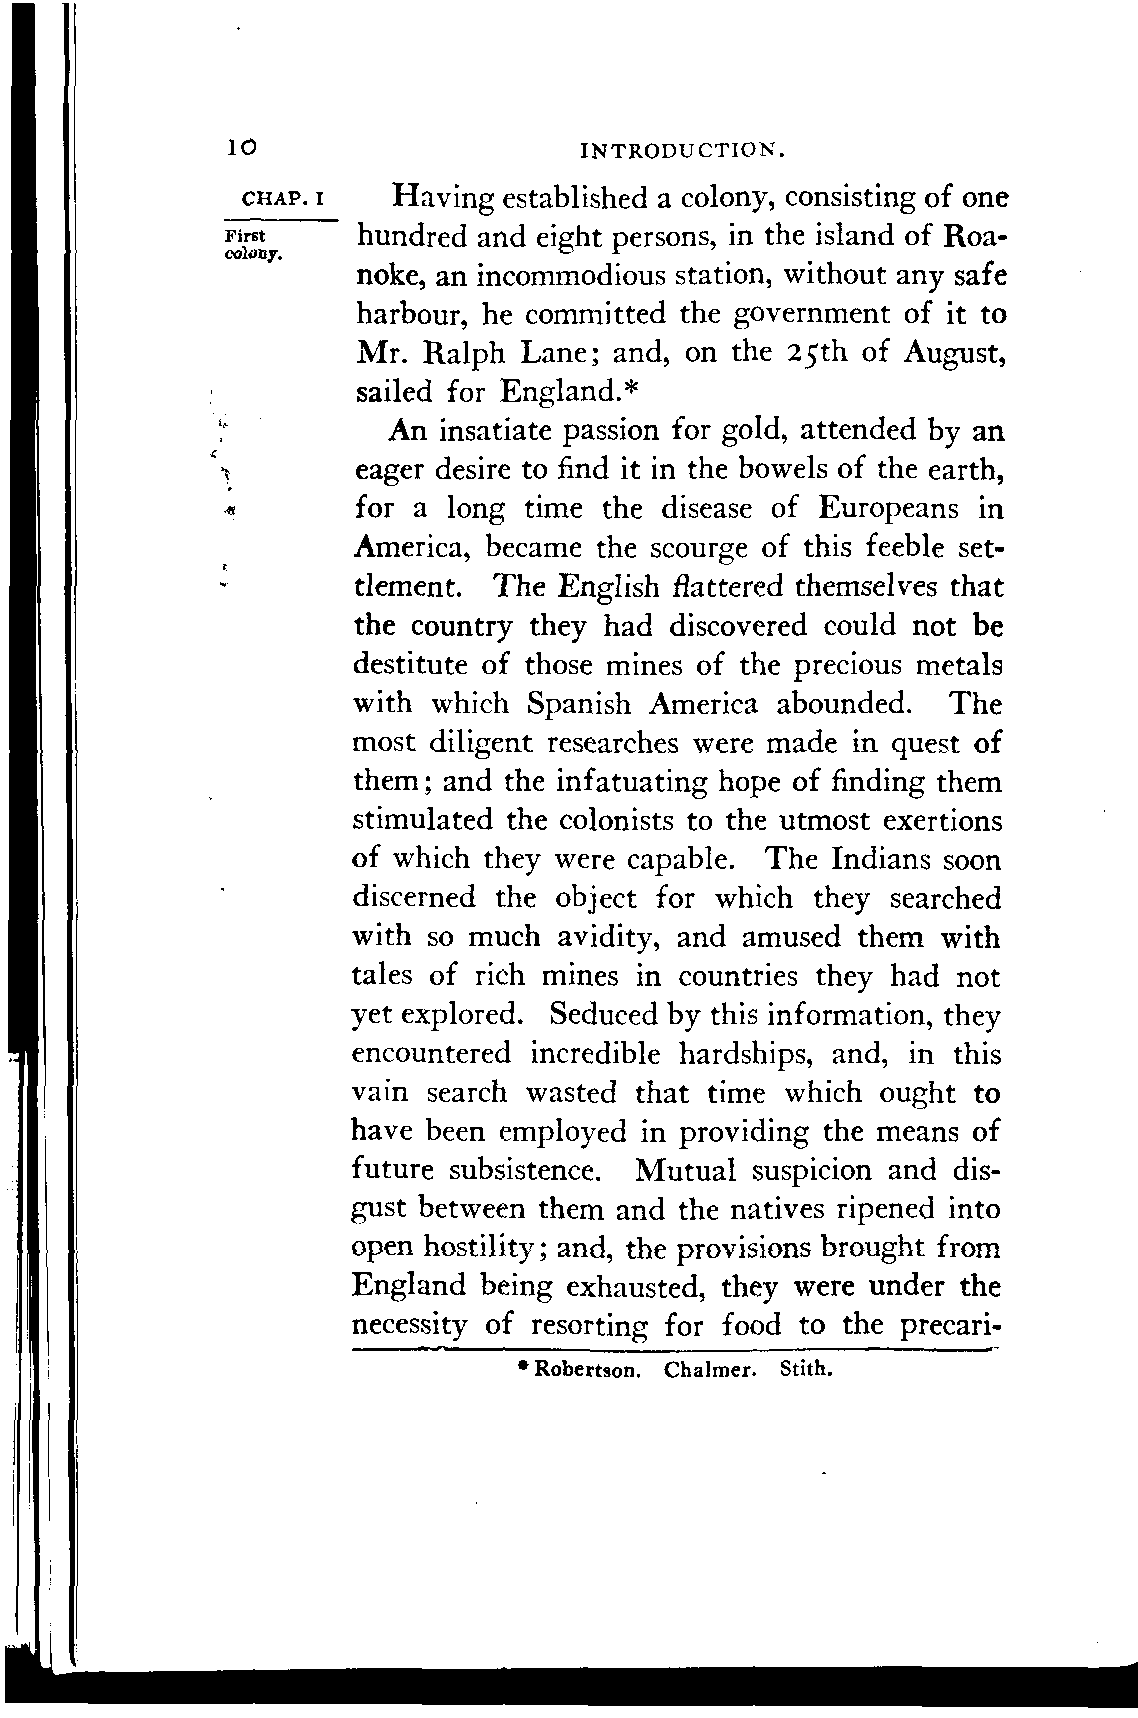 10 INTRODUCTION.
CHAP. I
First
colony.
Having established a colony, consisting of one
hundred and eight persons, in the island of Roa-
noke, an incommodious station, without any safe
harbour, he committed the government of it to
Mr. Ralph Lane; and, on the 25th of August,
sailed for England.*
An insatiate passion for gold, attended by an
eager desire to find it in the bowels of the earth,
for a long time the disease of Europeans in
America, became the scourge of this feeble set-
tlement. The English flattered themselves that
the country they had discovered could not be
destitute of those mines of the precious metals
with which Spanish America abounded. The
most diligent researches were made in quest of
them; and the infatuating hope of finding them
stimulated the colonists to the utmost exertions
of which they were capable. The Indians soon
discerned the object for which they searched
with so much avidity, and amused them with
tales of rich mines in countries they had not
yet explored. Seduced by this information, they
encountered incredible hardships, and, in this
vain search wasted that time which ought to
have been employed in providing the means of
future subsistence. Mutual suspicion and dis-
gust between them and the natives ripened into
open hostility; and, the provisions brought from
England being exhausted, they were under the
necessity of resorting for food to the precari-
* Robertson. Chalmer. Stith.